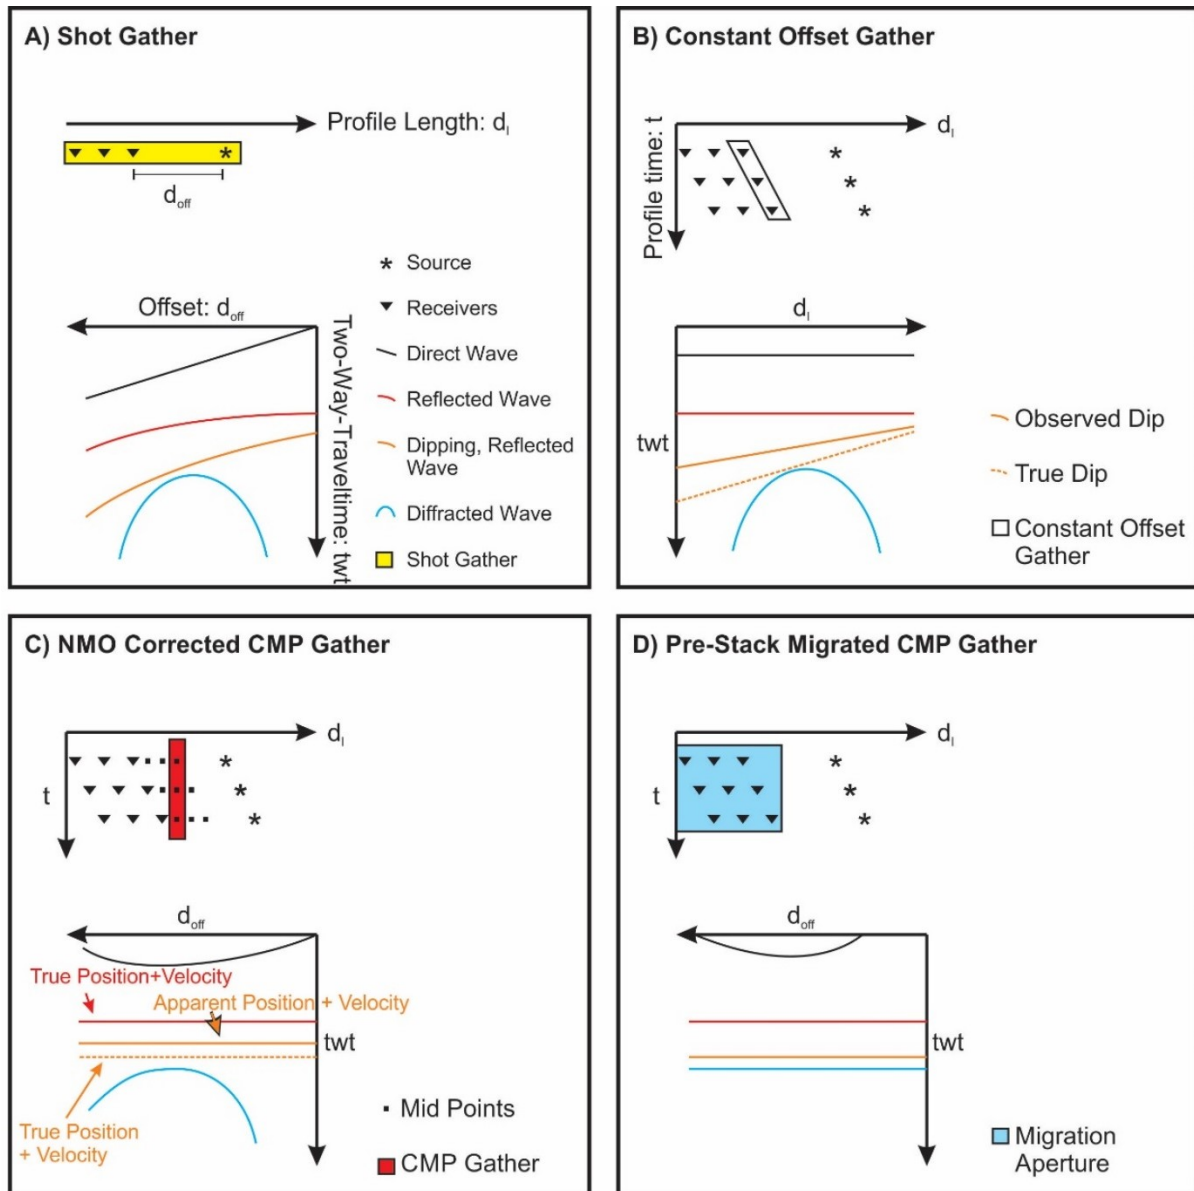 A) Shot Gather
Profile Length: dl
doff
Offset: doff
Two-Way-Traveltime: twt
* Source
Receivers
Direct Wave
Reflected Wave
Dipping, Reflected
Wave
Diffracted Wave
Shot Gather
B) Constant Offset Gather
dl
Profile time: t
dl
twt
Observed Dip
True Dip
Constant Offset
Gather
C) NMO Corrected CMP Gather
dl
t
doff
True Position+Velocity
Apparent Position + Velocity
twt
True Position
+ Velocity
Mid Points
CMP Gather
D) Pre-Stack Migrated CMP Gather
dl
t
doff
twt
Migration
Aperture